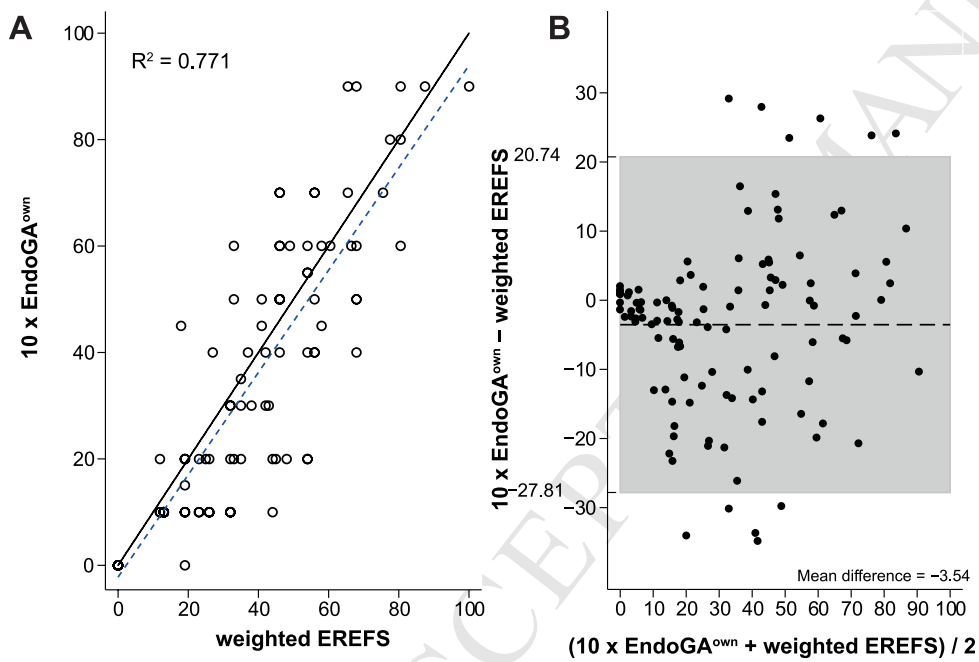 A
R² = 0.771
10 x EndoGAᵒʷⁿ
100
80
60
40
20
0
0 20 40 60 80 100
weighted EREFS
B
10 x EndoGAᵒʷⁿ – weighted EREFS
30
20.74
20
10
0
−10
−20
−27.81
−30
Mean difference = −3.54
0 10 20 30 40 50 60 70 80 90 100
(10 x EndoGAᵒʷⁿ + weighted EREFS) / 2